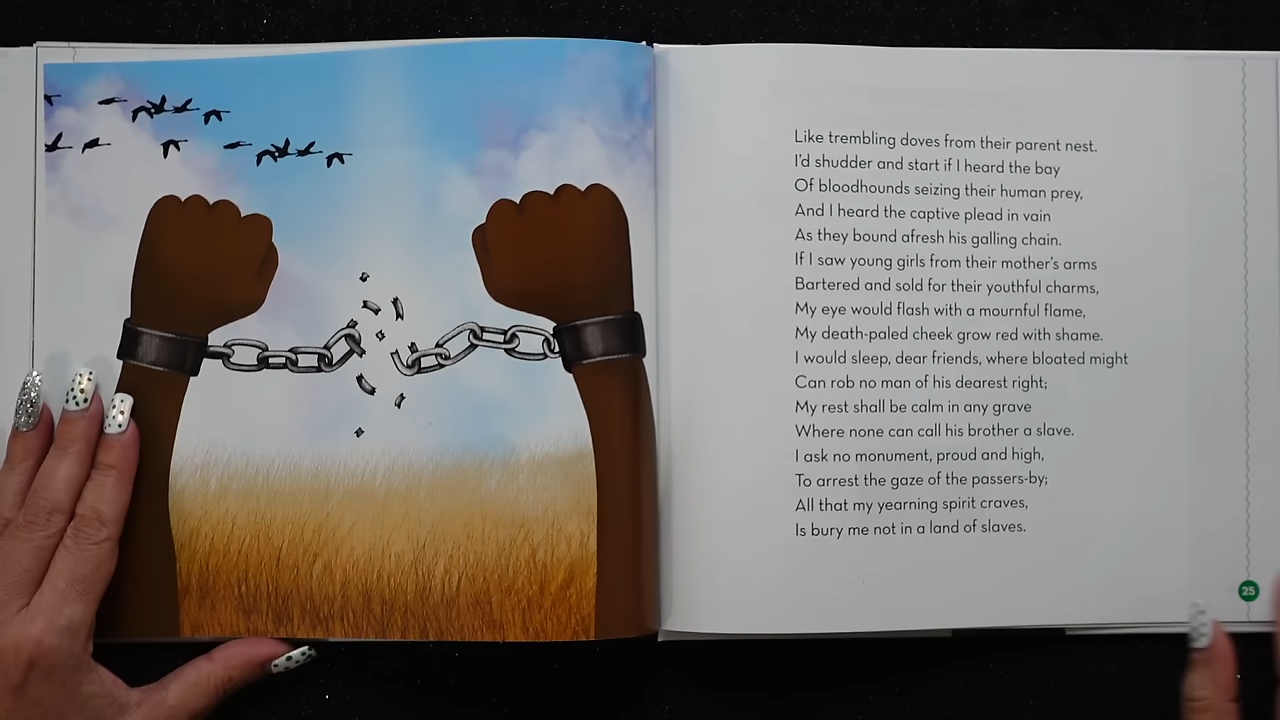 Like trembling doves from their parent nest.
I'd shudder and start if I heard the bay
Of bloodhounds seizing their human prey,
And I heard the captive plead in vain
As they bound afresh his galling chain.
If I saw young girls from their mother's arms
Bartered and sold for their youthful charms,
My eye would flash with a mournful flame,
My death-paled cheek grow red with shame.
I would sleep, dear friends, where bloated might
Can rob no man of his dearest right;
My rest shall be calm in any grave
Where none can call his brother a slave.
I ask no monument, proud and high,
To arrest the gaze of the passers-by;
All that my yearning spirit craves,
Is bury me not in a land of slaves.
25